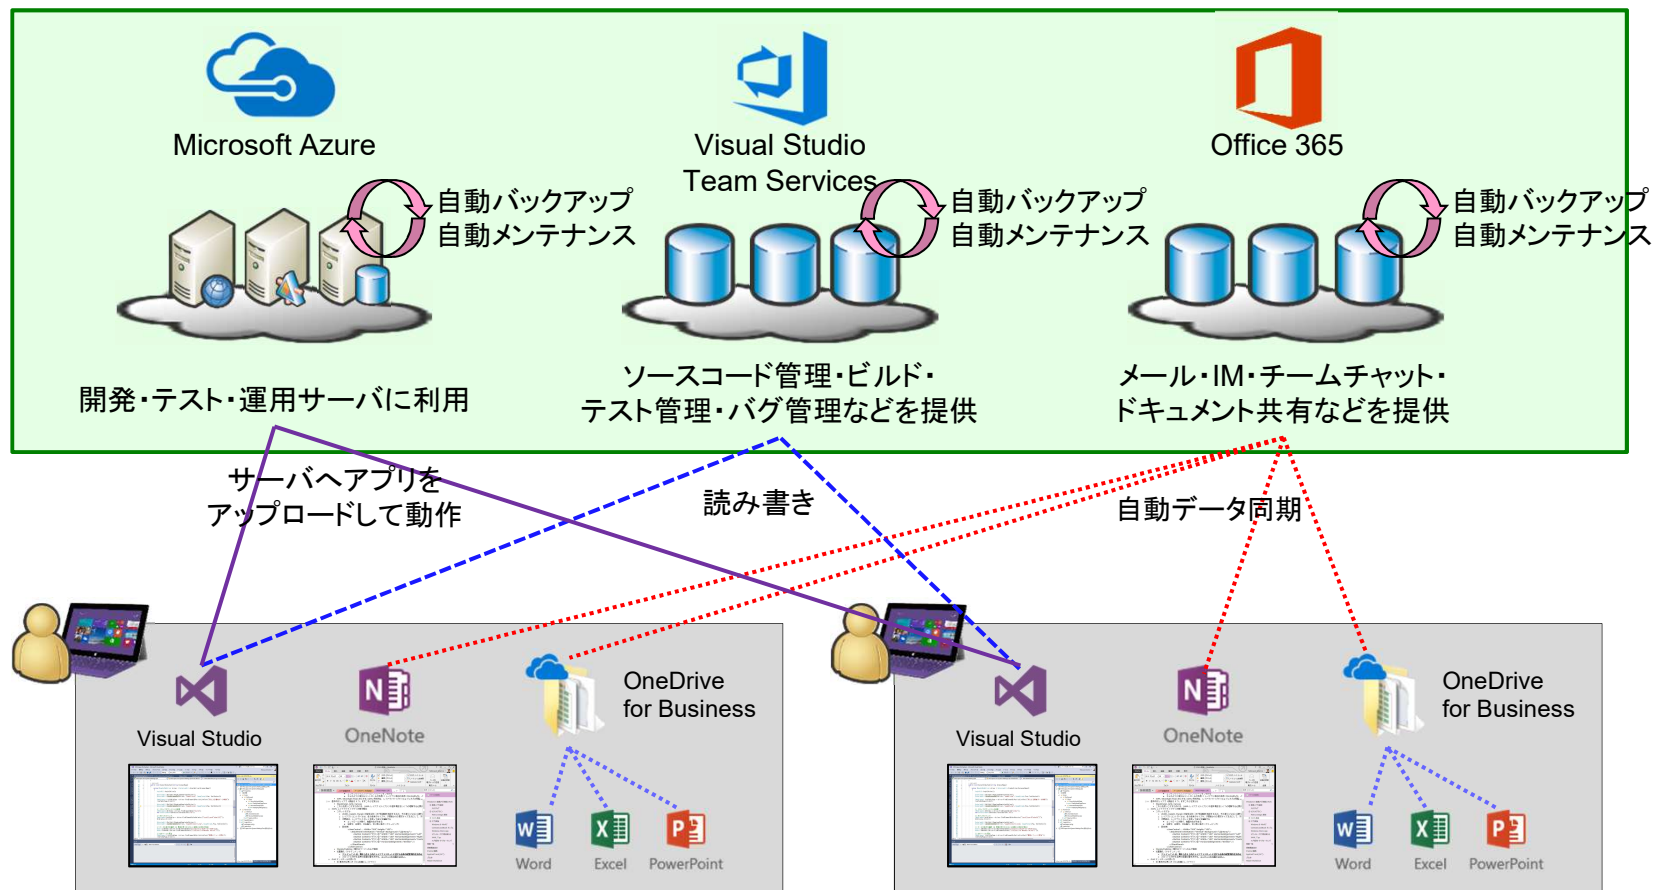 Microsoft Azure
自動バックアップ
自動メンテナンス
開発・テスト・運用サーバに利用
Visual Studio
Team Services
自動バックアップ
自動メンテナンス
ソースコード管理・ビルド・
テスト管理・バグ管理などを提供
Office 365
自動バックアップ
自動メンテナンス
メール・IM・チームチャット・
ドキュメント共有などを提供
サーバへアプリを
アップロードして動作
読み書き
自動データ同期
Visual Studio
OneNote
OneDrive
for Business
Word
Excel
PowerPoint
Visual Studio
OneNote
OneDrive
for Business
Word
Excel
PowerPoint